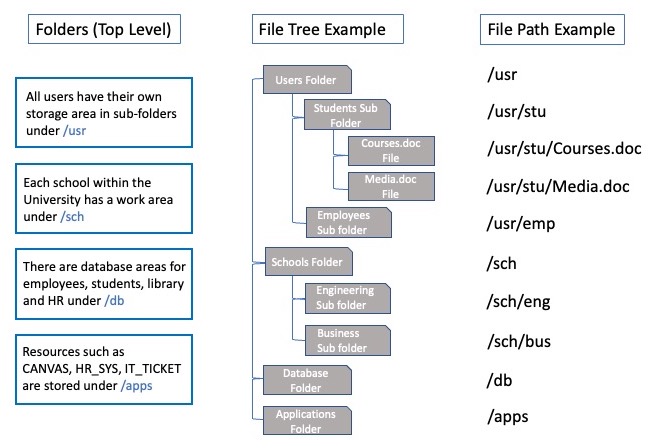 Folders (Top Level)
File Tree Example
File Path Example
All users have their own
storage area in sub-folders
under /usr
Each school within the
University has a work area
under /sch
There are database areas for
employees, students, library
and HR under /db
Resources such as
CANVAS, HR_SYS, IT_TICKET
are stored under /apps
Users Folder
Students Sub
Folder
Courses.doc
File
Media.doc
File
Employees
Sub folder
Schools Folder
Engineering
Sub folder
Business
Sub folder
Database
Folder
Applications
Folder
/usr
/usr/stu
/usr/stu/Courses.doc
/usr/stu/Media.doc
/usr/emp
/sch
/sch/eng
/sch/bus
/db
/apps